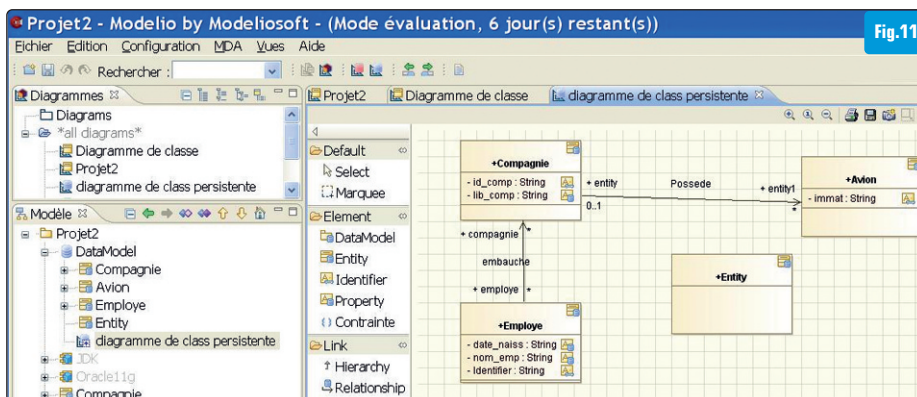 Projet2 - Modelio by Modeliosoft - (Mode évaluation, 6 jour(s) restant(s))
Fig.11
Fichier Edition Configuration MDA Vues Aide
Rechercher :
Diagrammes
Diagrams
*all diagrams*
Diagramme de classe
Projet2
diagramme de class persistente
Modèle
Projet2
DataModel
Compagnie
Avion
Employe
Entity
diagramme de class persistente
JDK
Oracle11g
Compagnie
Projet2 Diagramme de classe diagramme de class persistente
Default
Select
Marquee
Element
DataModel
Entity
Identifier
Property
Contrainte
Link
Hierarchy
Relationship
+Compagnie
- id_comp : String
- lib_comp : String
+ entity
0..1
Possede
+ entity1
*
+Avion
- immat : String
+ compagnie *
embauche
+ employe *
+Entity
+Employe
- date_naiss : String
- nom_emp : String
- Identifier : String